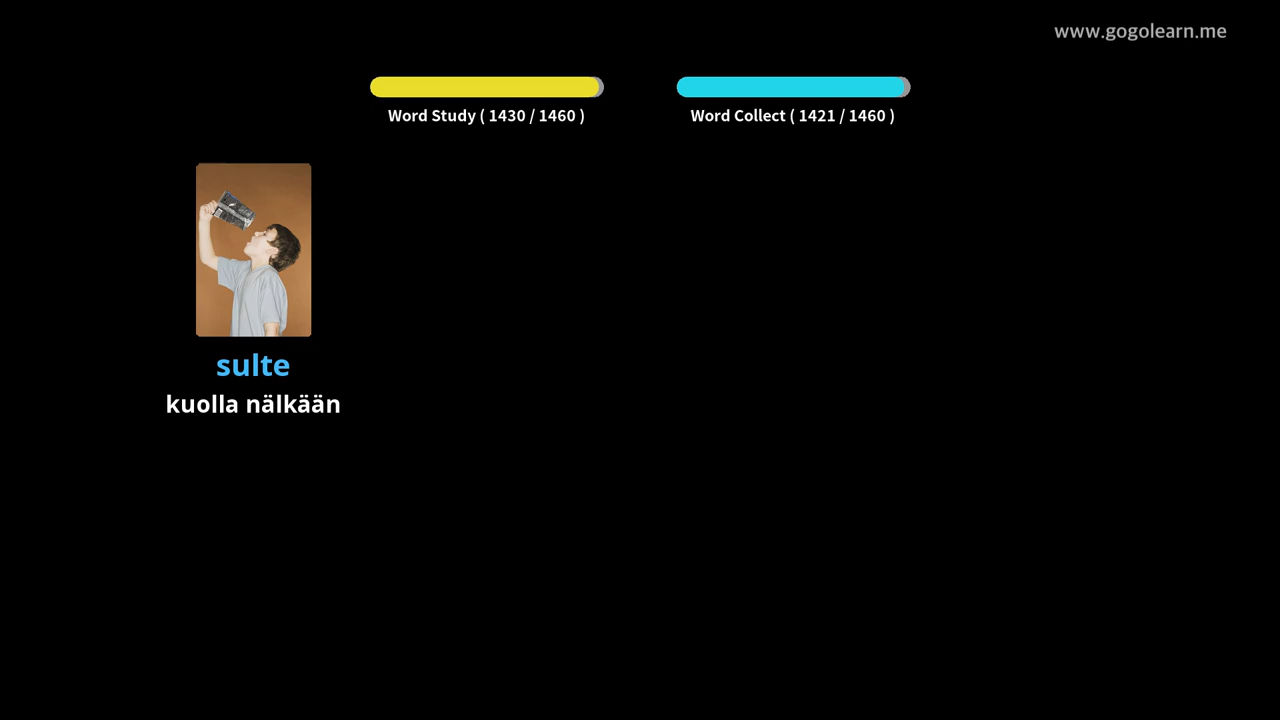 www.gogolearn.me
Word Study ( 1430 / 1460 )
Word Collect ( 1421 / 1460 )
sulte
kuolla nälkään